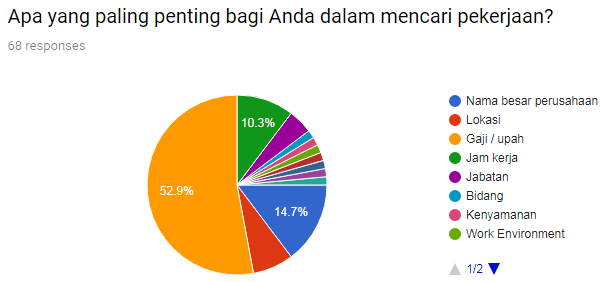 Apa yang paling penting bagi Anda dalam mencari pekerjaan?
68 responses
10.3%
52.9%
14.7%
Nama besar perusahaan
Lokasi
Gaji / upah
Jam kerja
Jabatan
Bidang
Kenyamanan
Work Environment
1/2